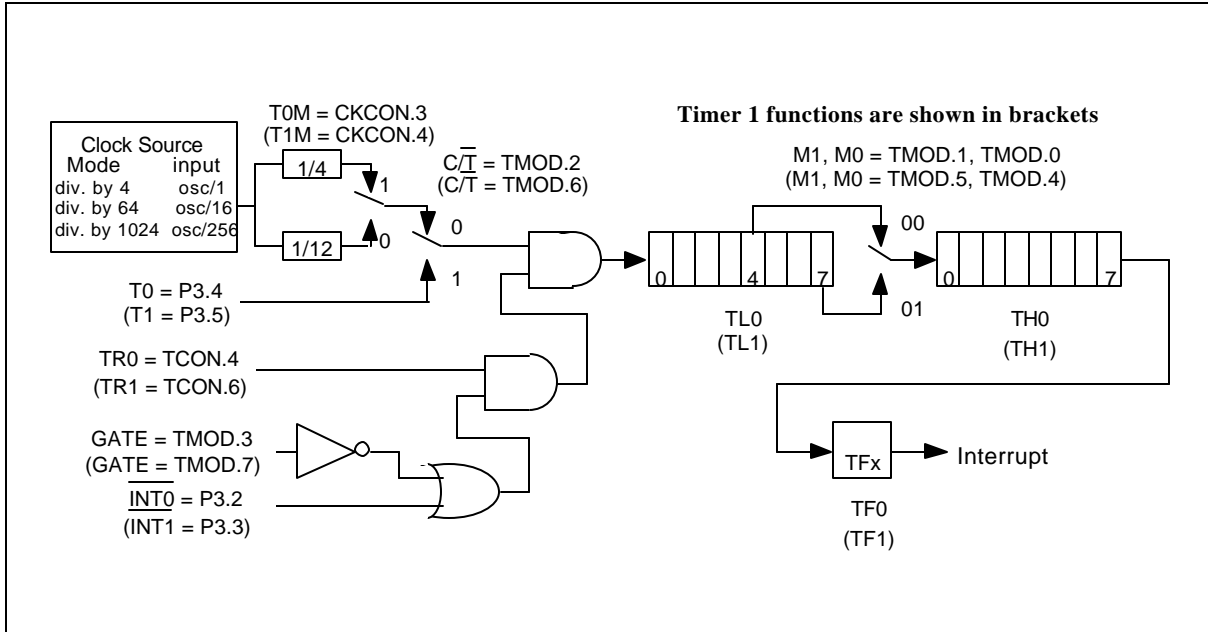 T0M = CKCON.3
(T1M = CKCON.4)
Timer 1 functions are shown in brackets
Clock Source
Mode input
div. by 4 osc/1
div. by 64 osc/16
div. by 1024 osc/256
1/4
1
0
1/12
C/T̅ = TMOD.2
(C/T̅ = TMOD.6)
0
1
M1, M0 = TMOD.1, TMOD.0
(M1, M0 = TMOD.5, TMOD.4)
00
01
0 4 7
TL0
(TL1)
0 7
TH0
(TH1)
T0 = P3.4
(T1 = P3.5)
TR0 = TCON.4
(TR1 = TCON.6)
GATE = TMOD.3
(GATE = TMOD.7)
I̅N̅T̅0̅ = P3.2
(I̅N̅T̅1̅ = P3.3)
TFx
Interrupt
TF0
(TF1)